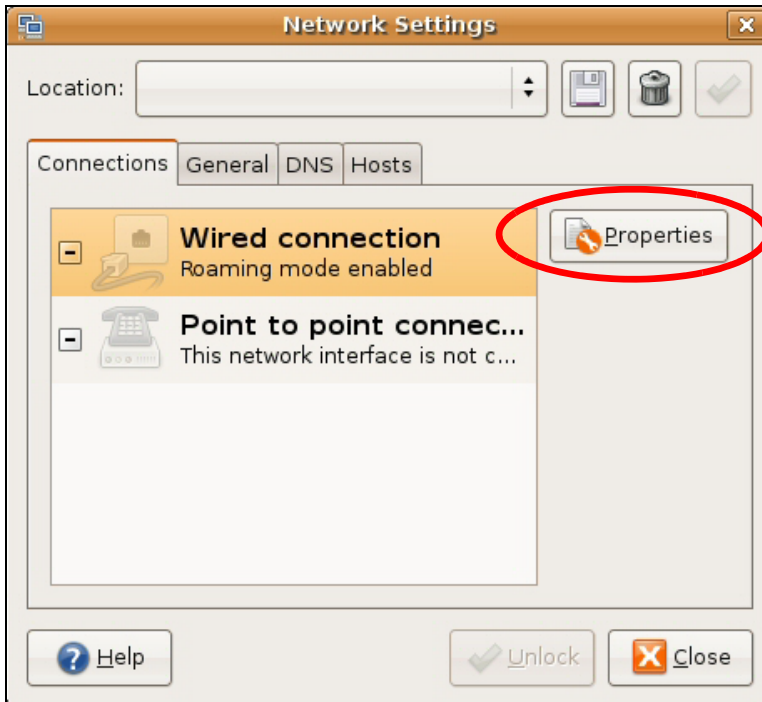 Network Settings
Location:
Connections General DNS Hosts
Wired connection
Roaming mode enabled
Properties
Point to point connec...
This network interface is not c...
Help Unlock Close